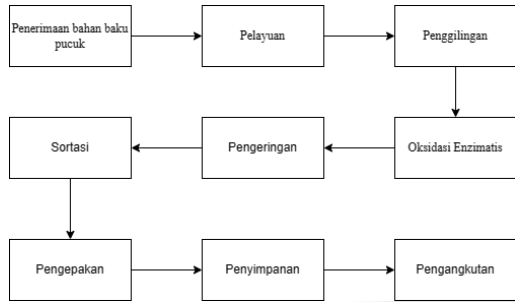 Penerimaan bahan baku
pucuk
Pelayuan
Penggilingan
Oksidasi Enzimatis
Pengeringan
Sortasi
Pengepakan
Penyimpanan
Pengangkutan